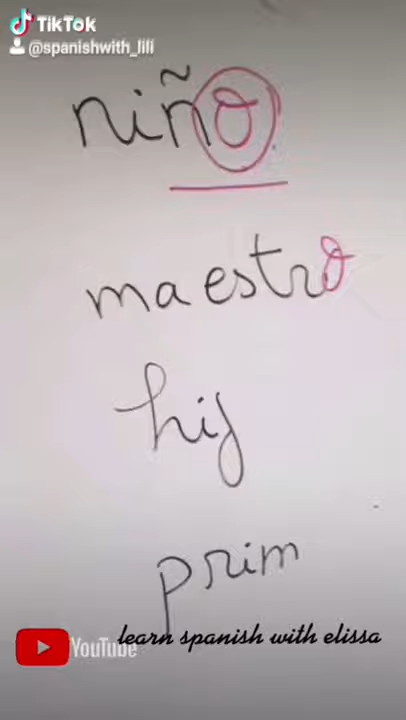 TikTok
@spanishwith_lili
niño
maestro
hij
prim
YouTube
learn spanish with elissa